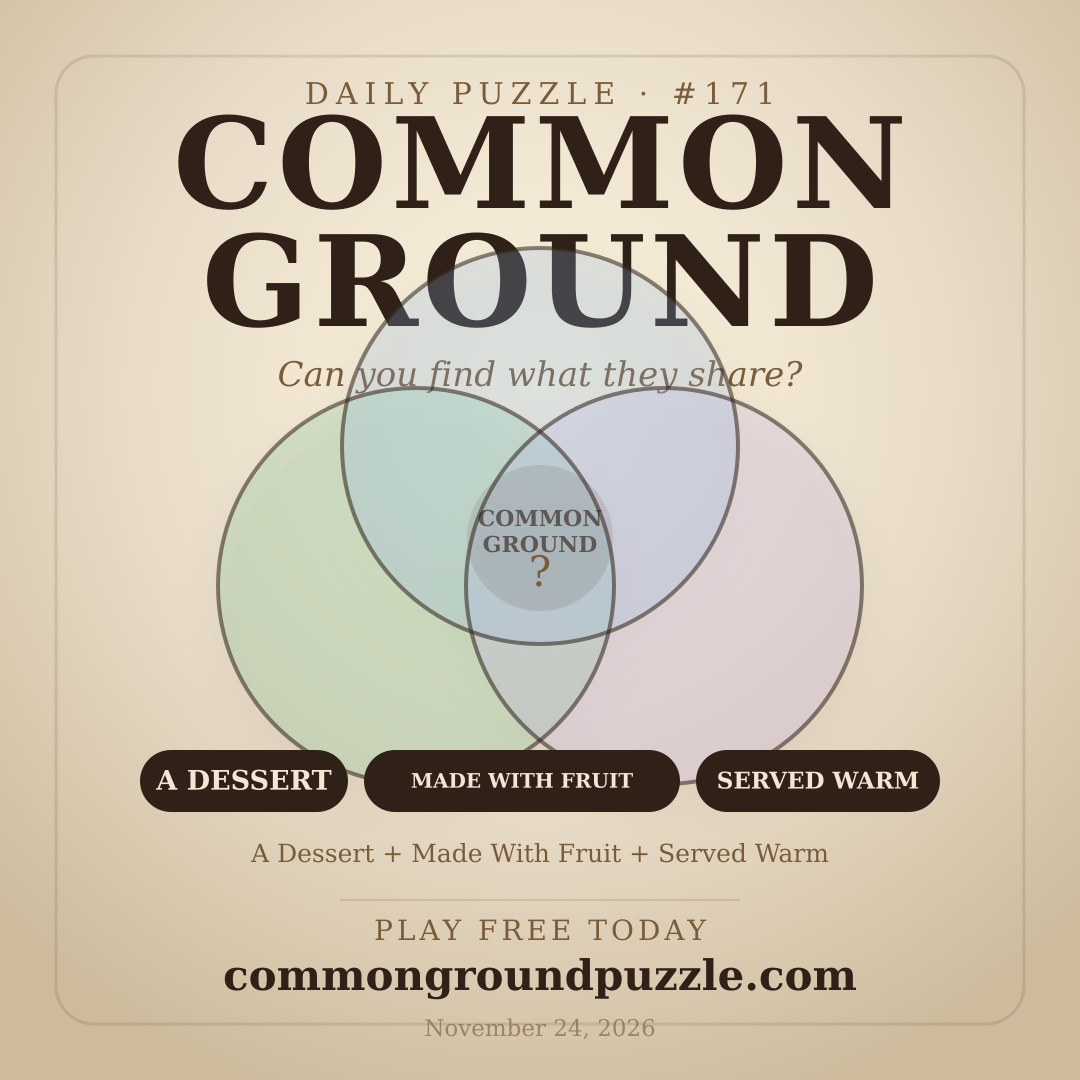 DAILY PUZZLE · #171
COMMON
GROUND
Can you find what they share?
COMMON
GROUND
?
A DESSERT
MADE WITH FRUIT
SERVED WARM
A Dessert + Made With Fruit + Served Warm
PLAY FREE TODAY
commongroundpuzzle.com
November 24, 2026